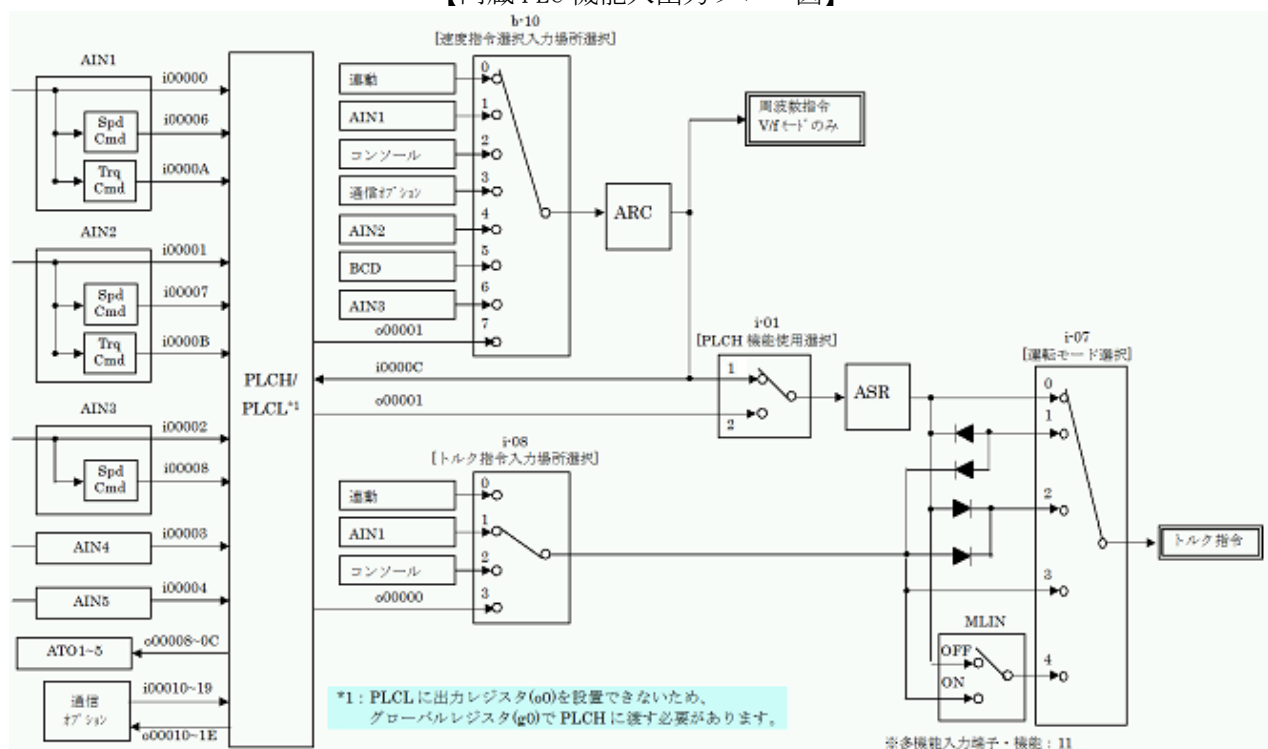 b-10
[速度指令選択入力場所選択]
AIN1
i00000
Spd
Cmd
i00006
Trq
Cmd
i0000A
AIN2
i00001
Spd
Cmd
i00007
Trq
Cmd
i0000B
AIN3
i00002
Spd
Cmd
i00008
AIN4
i00003
AIN5
i00004
ATO1~5
o00008~0C
通信
ｵﾌﾟｼｮﾝ
i00010~19
o00010~1E
PLCH/
PLCL*1
連動
0
AIN1
1
コンソール
2
通信ｵﾌﾟｼｮﾝ
3
AIN2
4
BCD
5
AIN3
6
o00001
7
ARC
周波数指令
V/fﾓｰﾄﾞのみ
i0000C
o00001
i-01
[PLCH 機能使用選択]
1
2
ASR
i-08
[トルク指令入力場所選択]
連動
0
AIN1
1
コンソール
2
o00000
3
i-07
[運転モード選択]
0
1
2
3
4
MLIN
OFF
ON
トルク指令
*1 : PLCL に出力レジスタ(o0)を設置できないため、
グローバルレジスタ(g0)で PLCH に渡す必要があります。
※多機能入力端子・機能 : 11